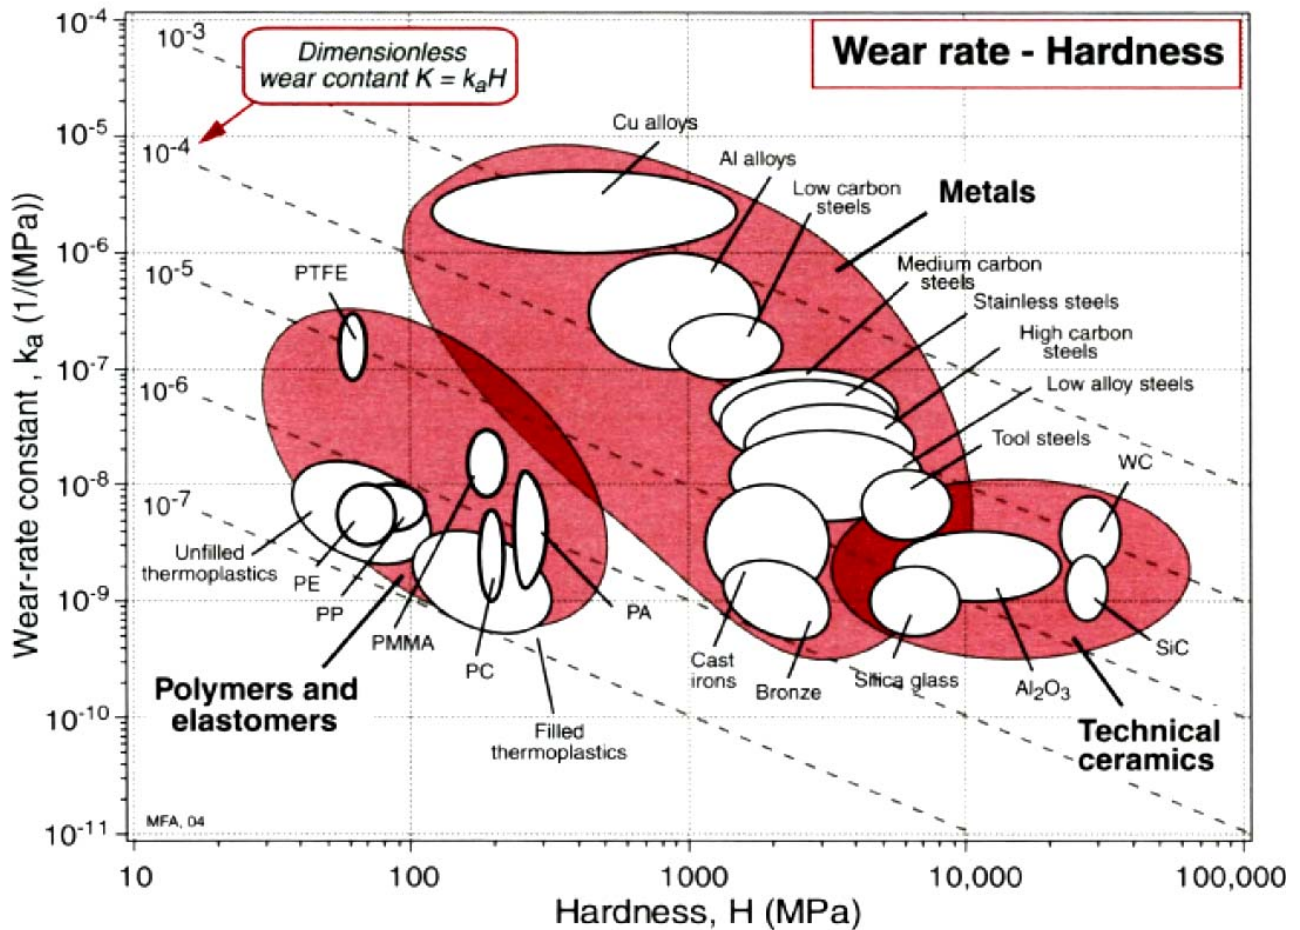 Wear rate - Hardness
Dimensionless
wear contant K = kₐH
10⁻³
10⁻⁴
10⁻⁵
10⁻⁶
10⁻⁷
10⁻⁴
10⁻⁵
10⁻⁶
10⁻⁷
10⁻⁸
10⁻⁹
10⁻¹⁰
10⁻¹¹
Wear-rate constant , kₐ (1/(MPa))
Cu alloys
Al alloys
Low carbon
steels
Metals
Medium carbon
steels
Stainless steels
High carbon
steels
Low alloy steels
Tool steels
WC
PTFE
Unfilled
thermoplastics
PE
PP
PMMA
PC
PA
Polymers and
elastomers
Filled
thermoplastics
Cast
irons
Bronze
Silica glass
Al₂O₃
SiC
Technical
ceramics
MFA, 04
10
100
1000
10,000
100,000
Hardness, H (MPa)